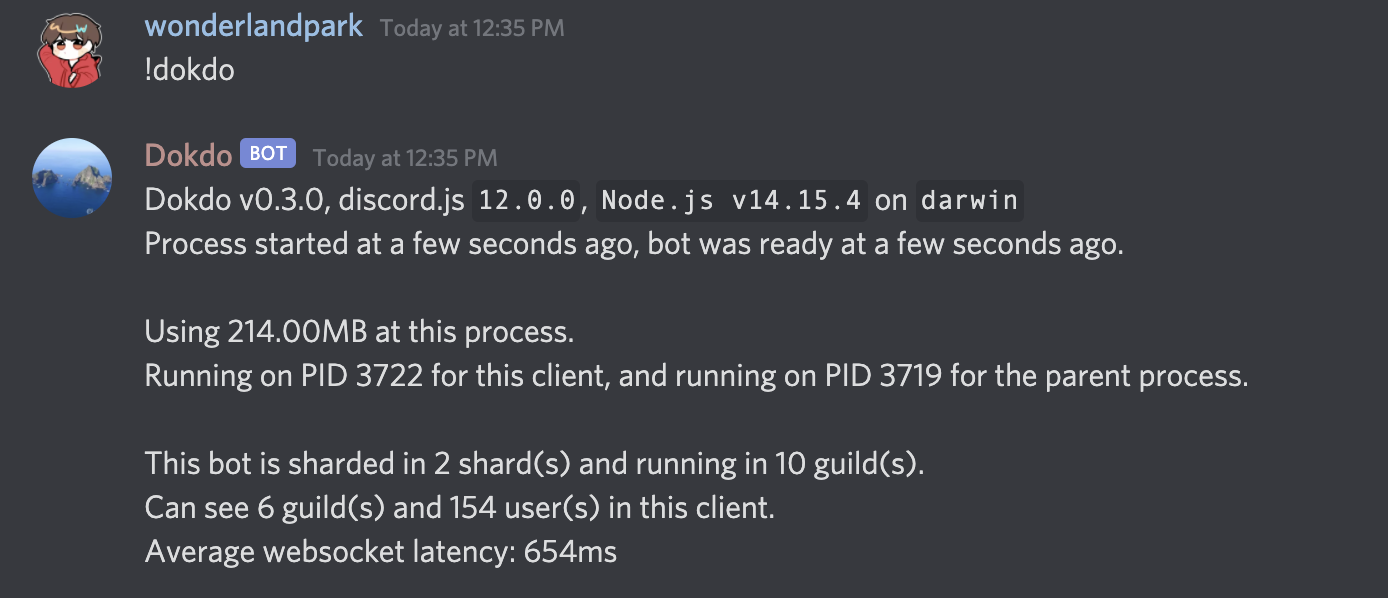 wonderlandpark Today at 12:35 PM
!dokdo
Dokdo BOT Today at 12:35 PM
Dokdo v0.3.0, discord.js 12.0.0, Node.js v14.15.4 on darwin
Process started at a few seconds ago, bot was ready at a few seconds ago.
Using 214.00MB at this process.
Running on PID 3722 for this client, and running on PID 3719 for the parent process.
This bot is sharded in 2 shard(s) and running in 10 guild(s).
Can see 6 guild(s) and 154 user(s) in this client.
Average websocket latency: 654ms